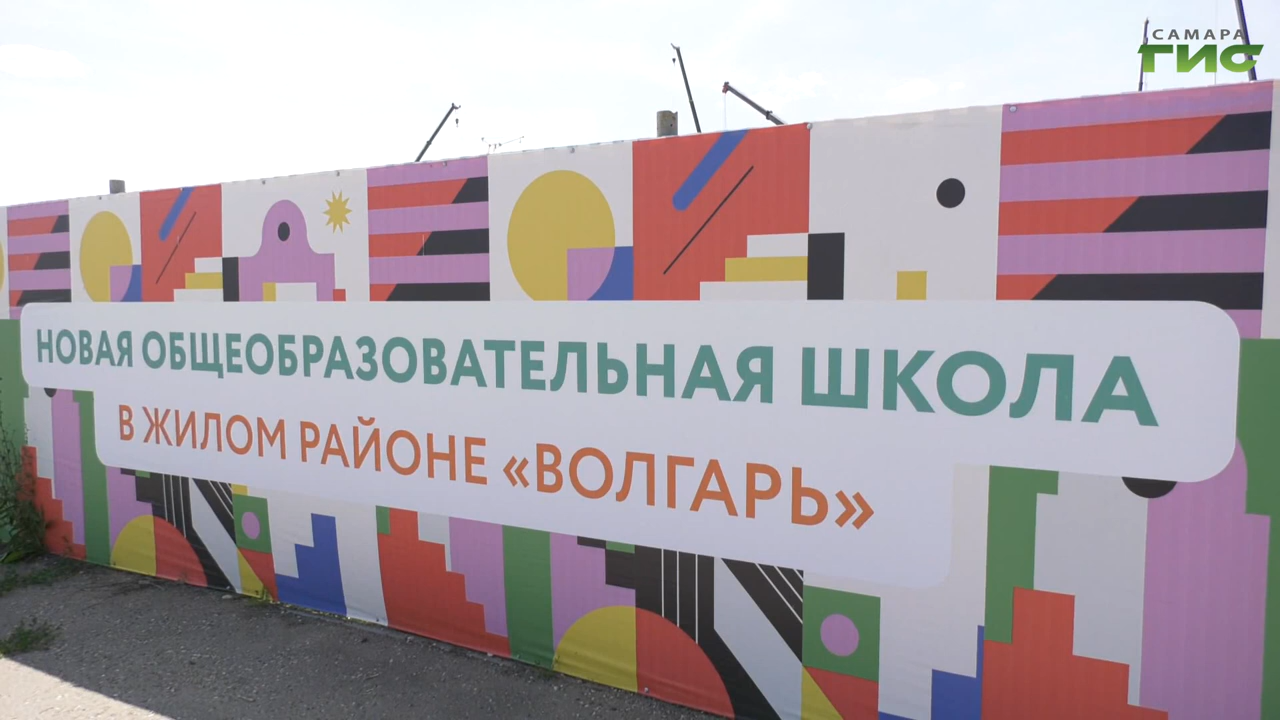 САМАРА
ГИС
НОВАЯ ОБЩЕОБРАЗОВАТЕЛЬНАЯ ШКОЛА
В ЖИЛОМ РАЙОНЕ «ВОЛГАРЬ»